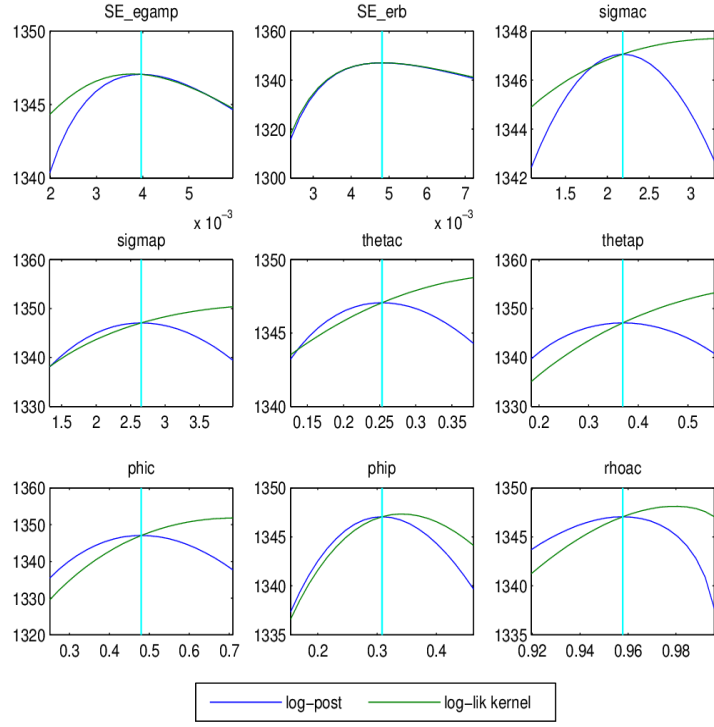 SE_egamp SE_erb sigmac
1350 1360 1348
1345 1340 1346
1320 1344
1340 1300 1342
2 3 4 5 3 4 5 6 7 1.5 2 2.5 3
x 10⁻³ x 10⁻³
sigmap thetac thetap
1360 1350 1360
1350 1350
1345
1340 1340
1330 1340 1330
1.5 2 2.5 3 3.5 0.15 0.2 0.25 0.3 0.35 0.2 0.3 0.4 0.5
phic phip rhoac
1360 1350 1350
1350
1345 1345
1340
1340 1340
1330
1320 1335 1335
0.3 0.4 0.5 0.6 0.7 0.2 0.3 0.4 0.92 0.94 0.96 0.98
log−post log−lik kernel